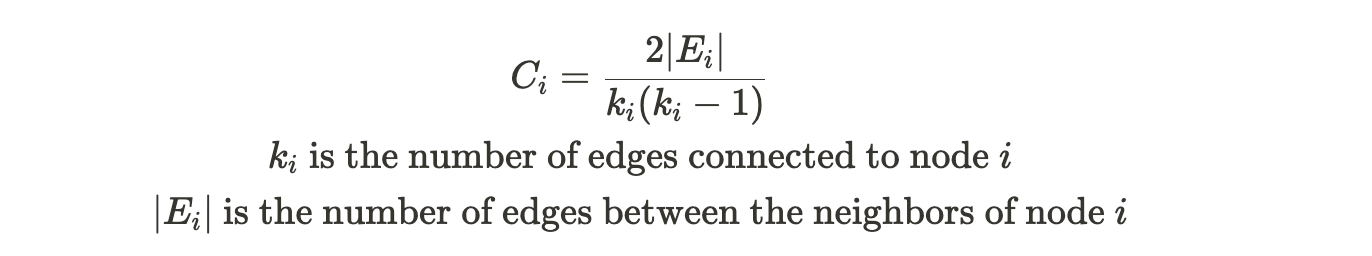 C_i = \frac{2|E_i|}{k_i(k_i - 1)}
k_i is the number of edges connected to node i
|E_i| is the number of edges between the neighbors of node i